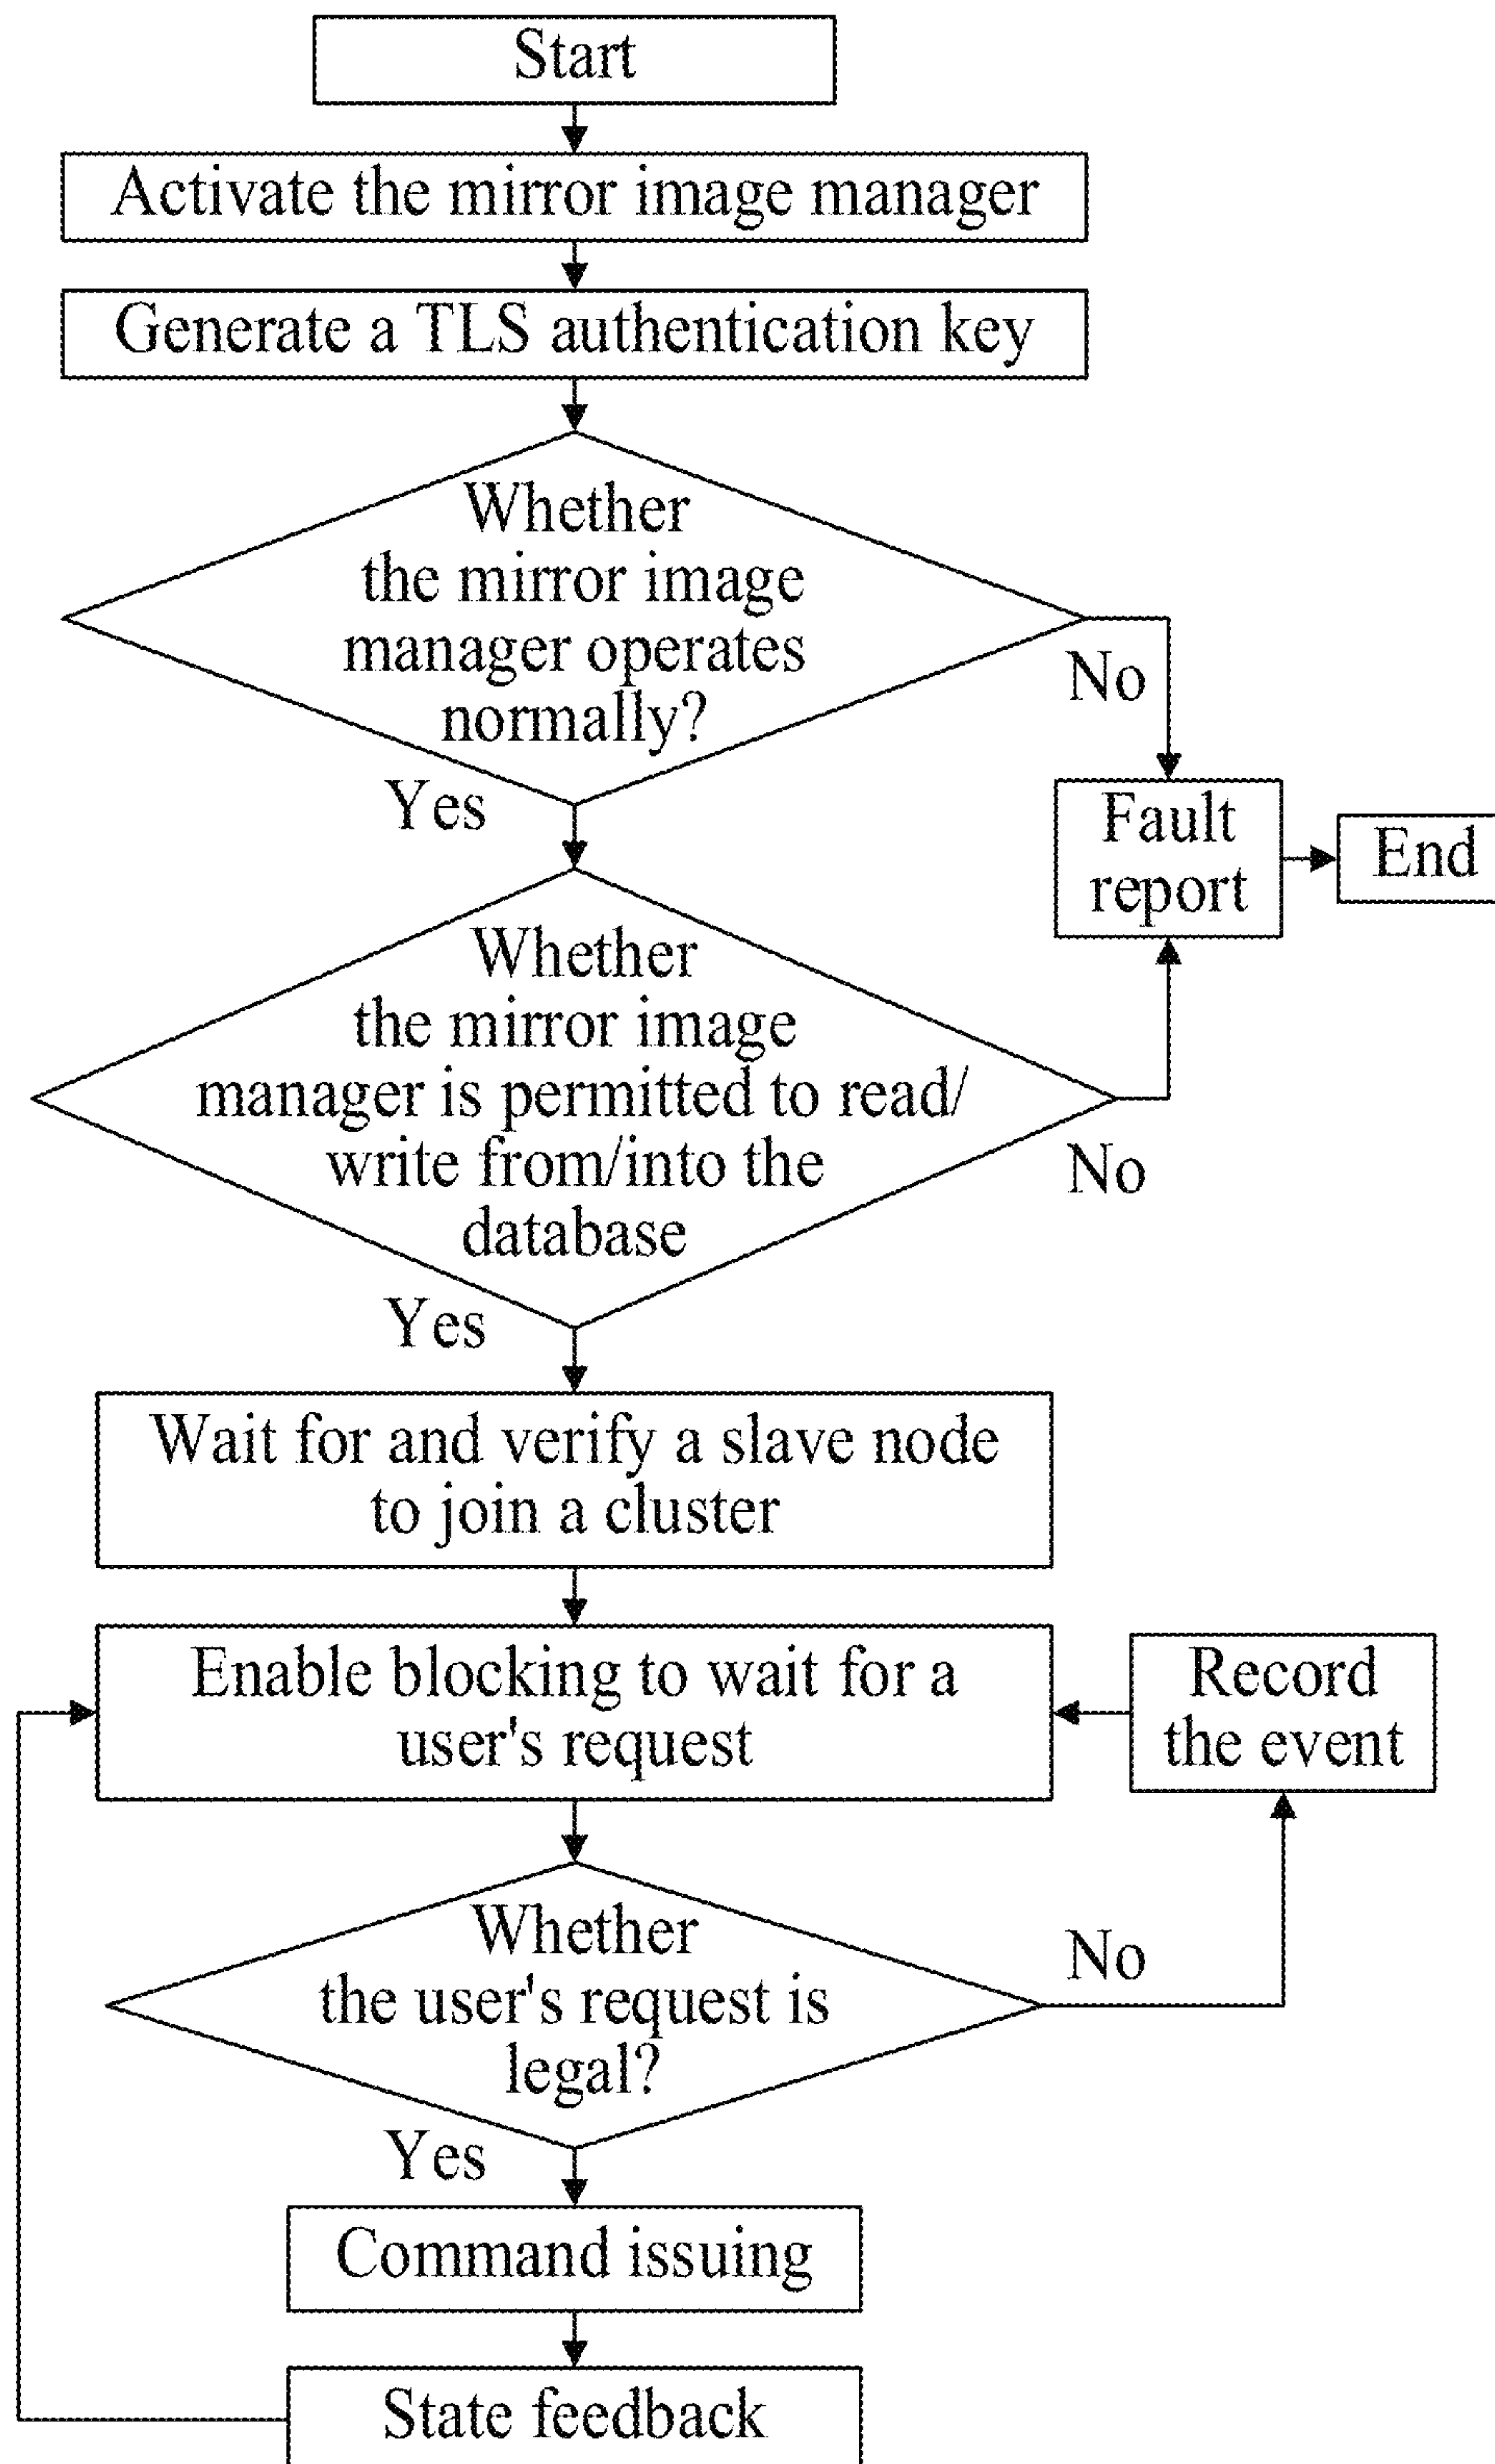 Start
Activate the mirror image manager
Generate a TLS authentication key
Whether
the mirror image
manager operates
normally?
No
Yes
Fault
report
End
Whether
the mirror image
manager is permitted to read/
write from/into the
database
No
Yes
Wait for and verify a slave node
to join a cluster
Enable blocking to wait for a
user's request
Record
the event
Whether
the user's request is
legal?
No
Yes
Command issuing
State feedback